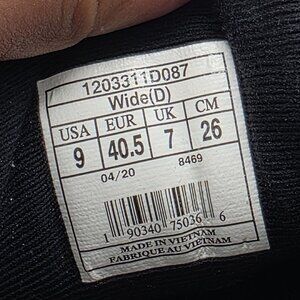 1203311D087
Wide(D)
USA EUR UK CM
9 40.5 7 26
04/20 8469
1 90340 75036 6
MADE IN VIETNAM
FABRIQUE AU VIETNAM